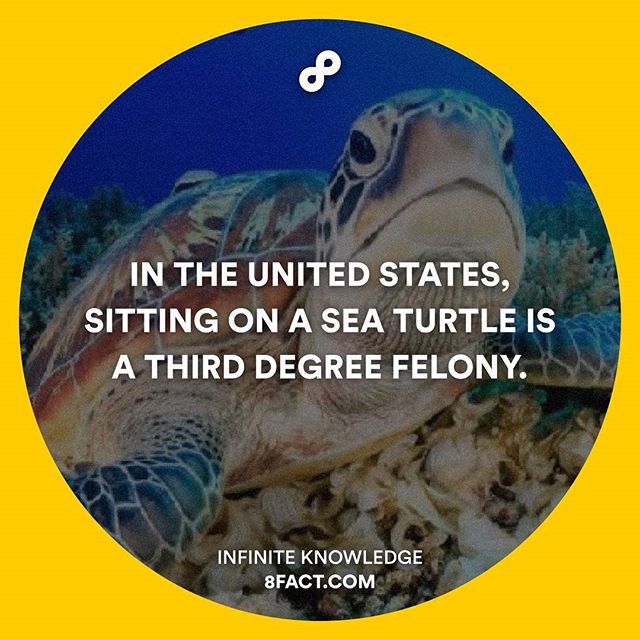 IN THE UNITED STATES,
SITTING ON A SEA TURTLE IS
A THIRD DEGREE FELONY.
INFINITE KNOWLEDGE
8FACT.COM